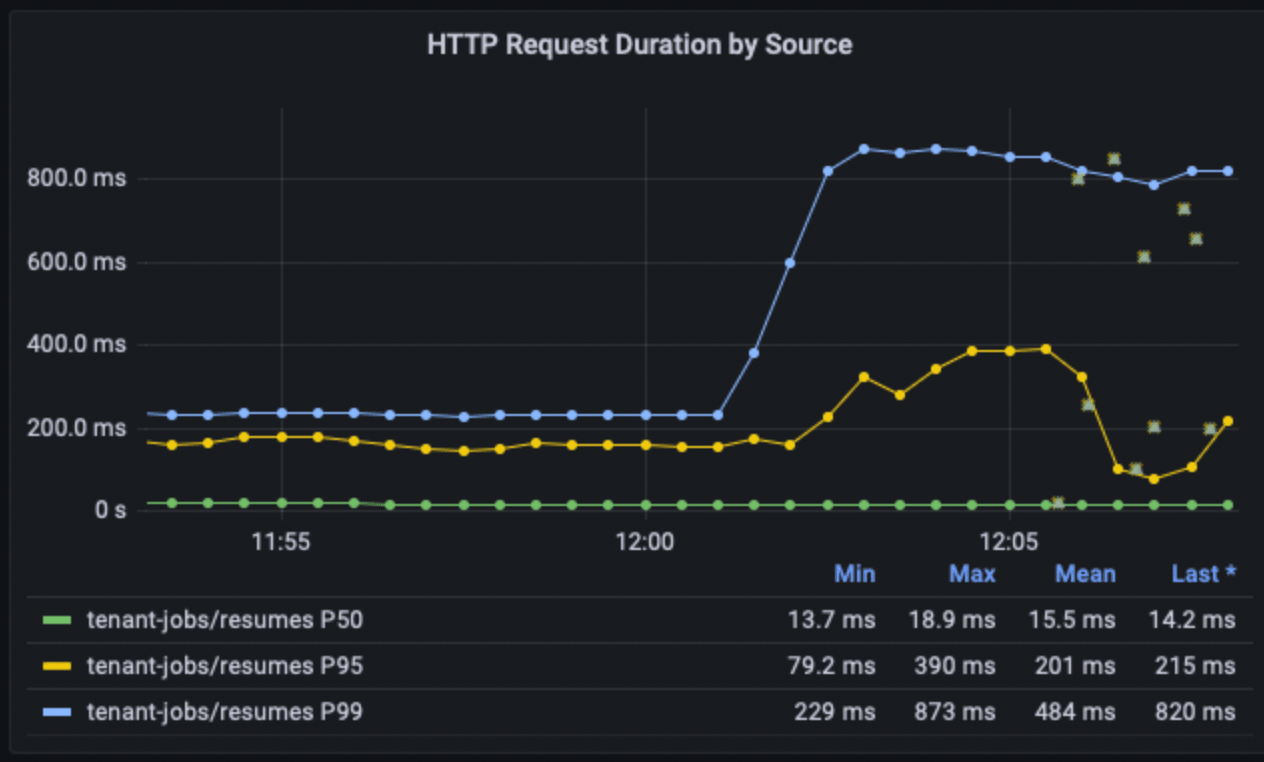 HTTP Request Duration by Source
800.0 ms
600.0 ms
400.0 ms
200.0 ms
0 s
11:55 12:00 12:05
Min Max Mean Last *
tenant-jobs/resumes P50 13.7 ms 18.9 ms 15.5 ms 14.2 ms
tenant-jobs/resumes P95 79.2 ms 390 ms 201 ms 215 ms
tenant-jobs/resumes P99 229 ms 873 ms 484 ms 820 ms